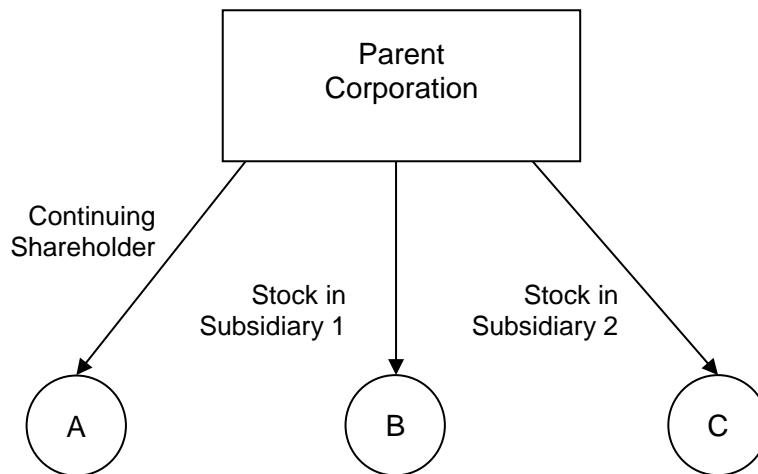 Parent
Corporation
Continuing
Shareholder
Stock in
Subsidiary 1
Stock in
Subsidiary 2
A
B
C